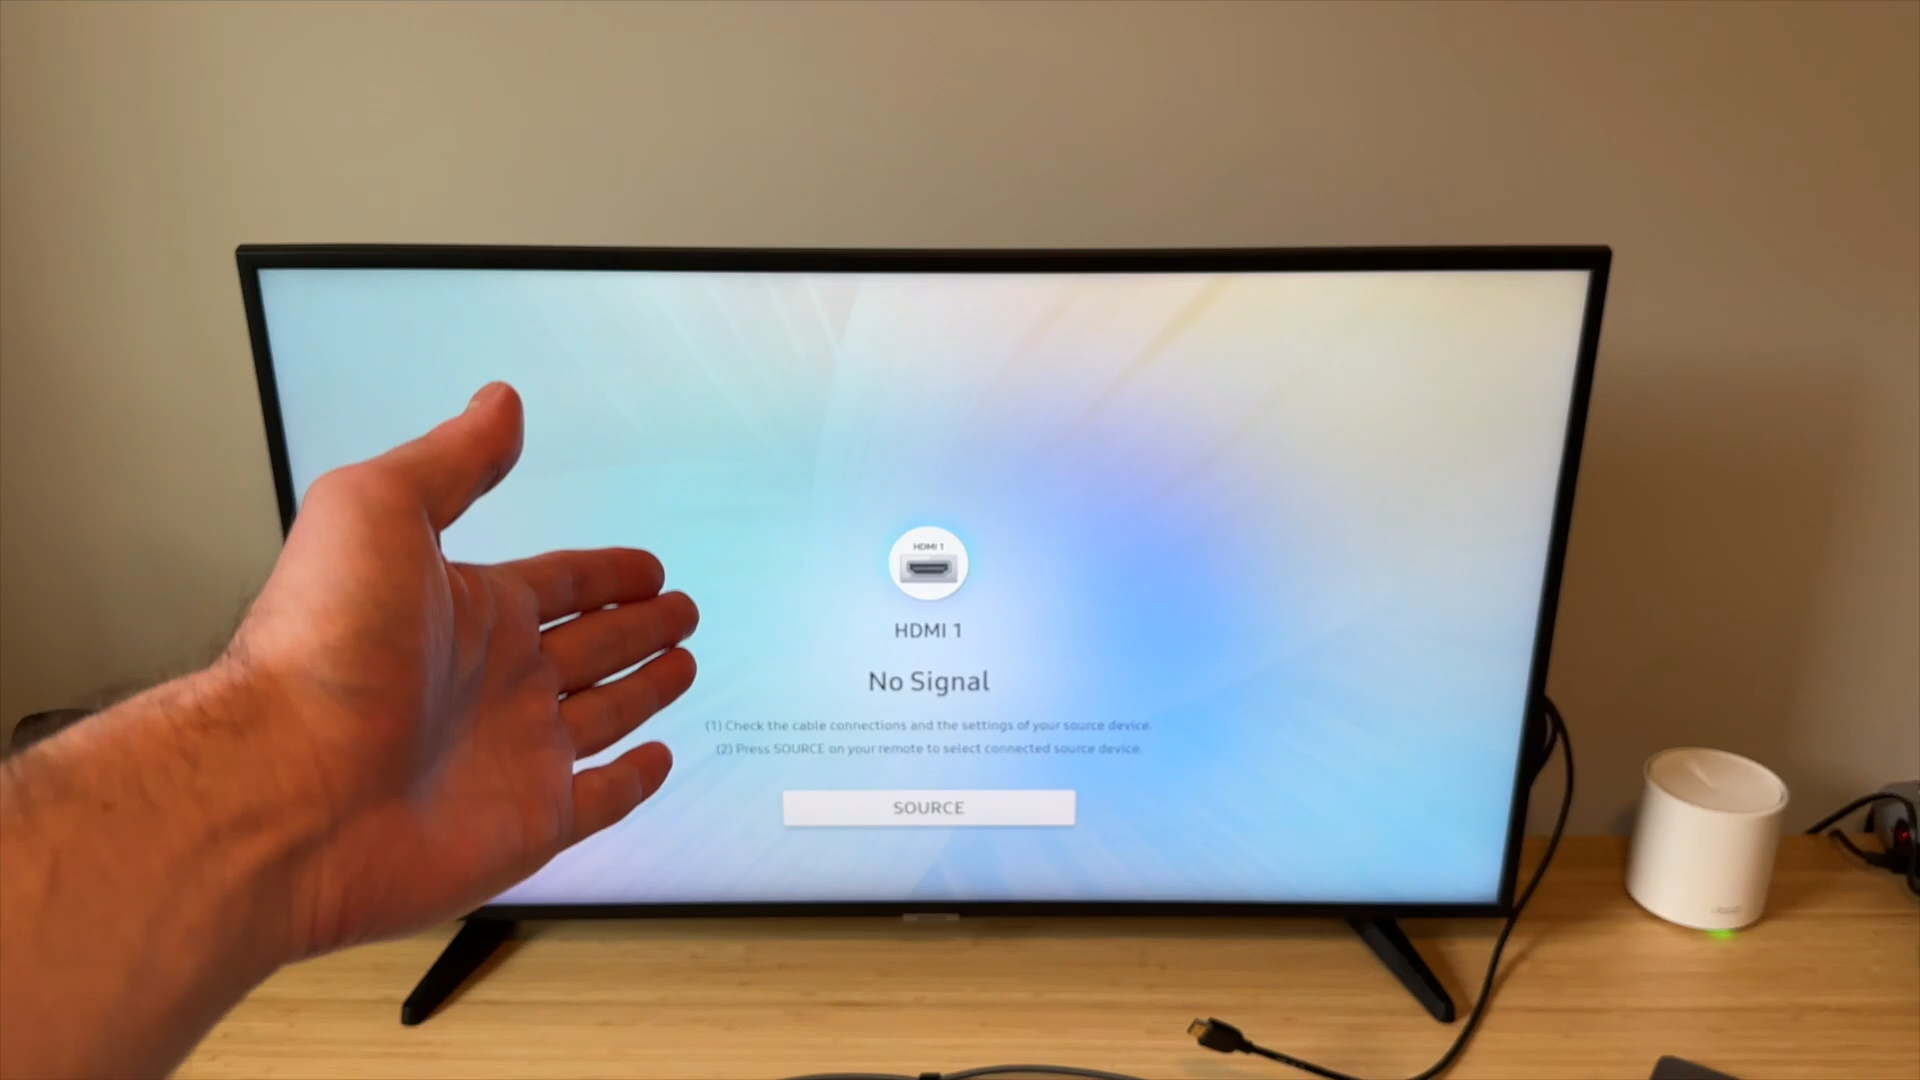 HDMI 1
HDMI 1
No Signal
(1) Check the cable connections and the settings of your source device.
(2) Press SOURCE on your remote to select connected source device.
SOURCE